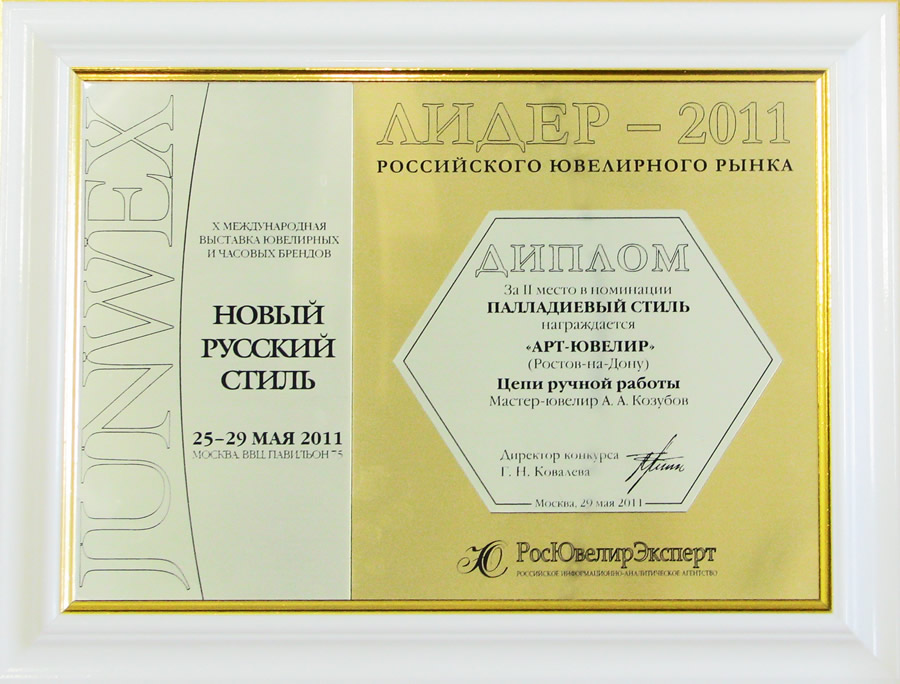 JUNWEX
X МЕЖДУНАРОДНАЯ
ВЫСТАВКА ЮВЕЛИРНЫХ
И ЧАСОВЫХ БРЕНДОВ
НОВЫЙ
РУССКИЙ
СТИЛЬ
25–29 МАЯ 2011
МОСКВА, ВВЦ, ПАВИЛЬОН 75
ЛИДЕР – 2011
РОССИЙСКОГО ЮВЕЛИРНОГО РЫНКА
ДИПЛОМ
За II место в номинации
ПАЛЛАДИЕВЫЙ СТИЛЬ
награждается
«АРТ-ЮВЕЛИР»
(Ростов-на-Дону)
Цепи ручной работы
Мастер-ювелир А. А. Козубов
Директор конкурса
Г. Н. Ковалева
Москва, 29 мая 2011
РосЮвелирЭксперт
РОССИЙСКОЕ ИНФОРМАЦИОННО-АНАЛИТИЧЕСКОЕ АГЕНТСТВО